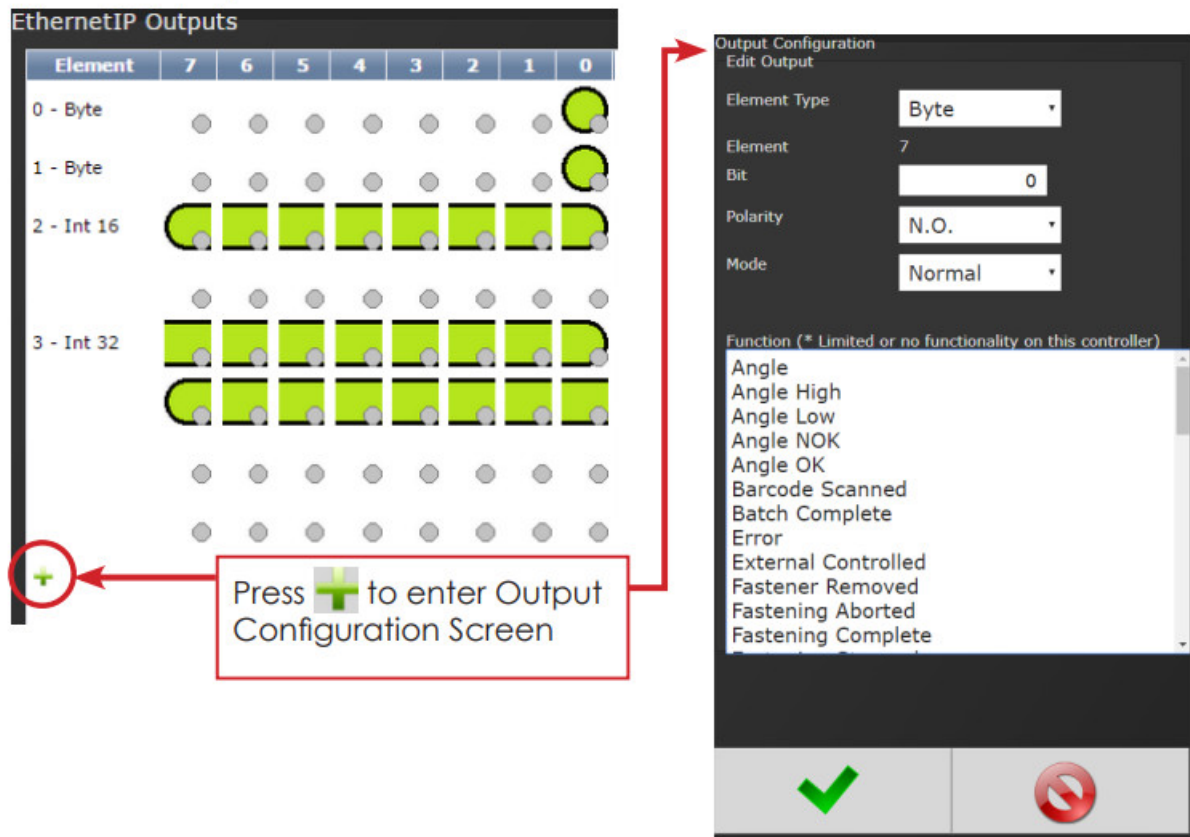 EthernetIP Outputs
Element 7 6 5 4 3 2 1 0
0 - Byte
1 - Byte
2 - Int 16
3 - Int 32
Press to enter Output
Configuration Screen
Output Configuration
Edit Output
Element Type Byte
Element 7
Bit 0
Polarity N.O.
Mode Normal
Function (* Limited or no functionality on this controller)
Angle
Angle High
Angle Low
Angle NOK
Angle OK
Barcode Scanned
Batch Complete
Error
External Controlled
Fastener Removed
Fastening Aborted
Fastening Complete